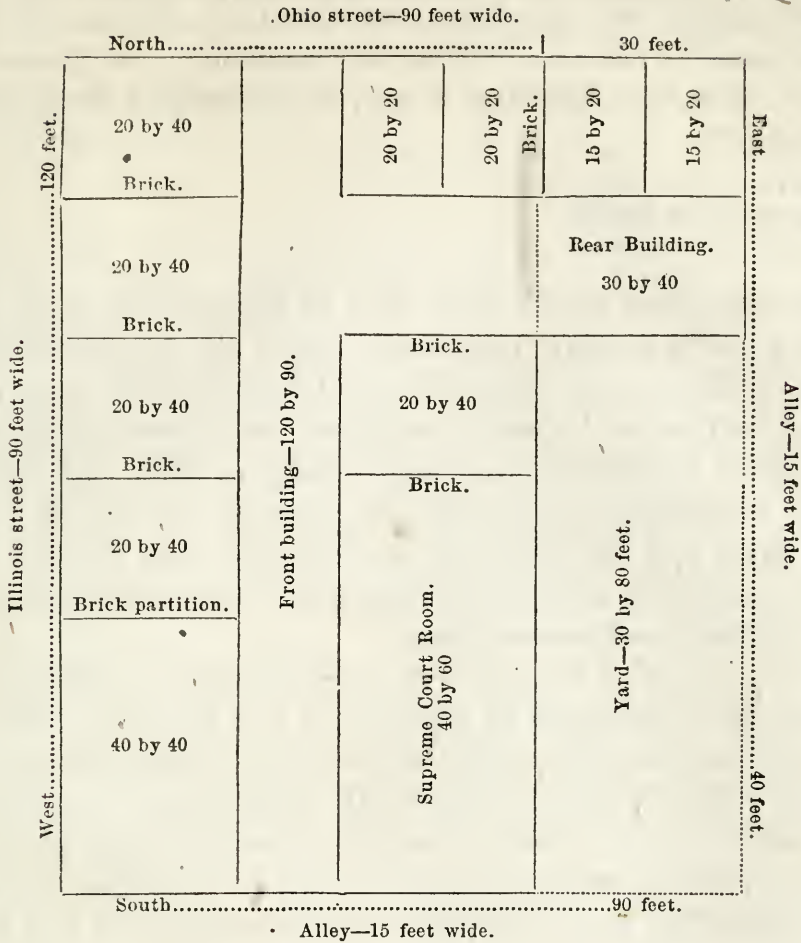 .Ohio street—90 feet wide.
North...... ................................................ 30 feet.
20 by 40
Brick.
20 by 20
20 by 20
Brick.
15 by 20
15 by 20
East
120 feet.
20 by 40
Brick.
Rear Building.
30 by 40
Illinois street—90 feet wide.
20 by 40
Brick.
Front building—120 by 90.
Brick.
20 by 40
Brick.
Alley—15 feet wide.
20 by 40
Brick partition.
Supreme Court Room.
40 by 60
Yard—30 by 80 feet.
40 by 40
West
40 feet.
South................................................................90 feet.
Alley—15 feet wide.